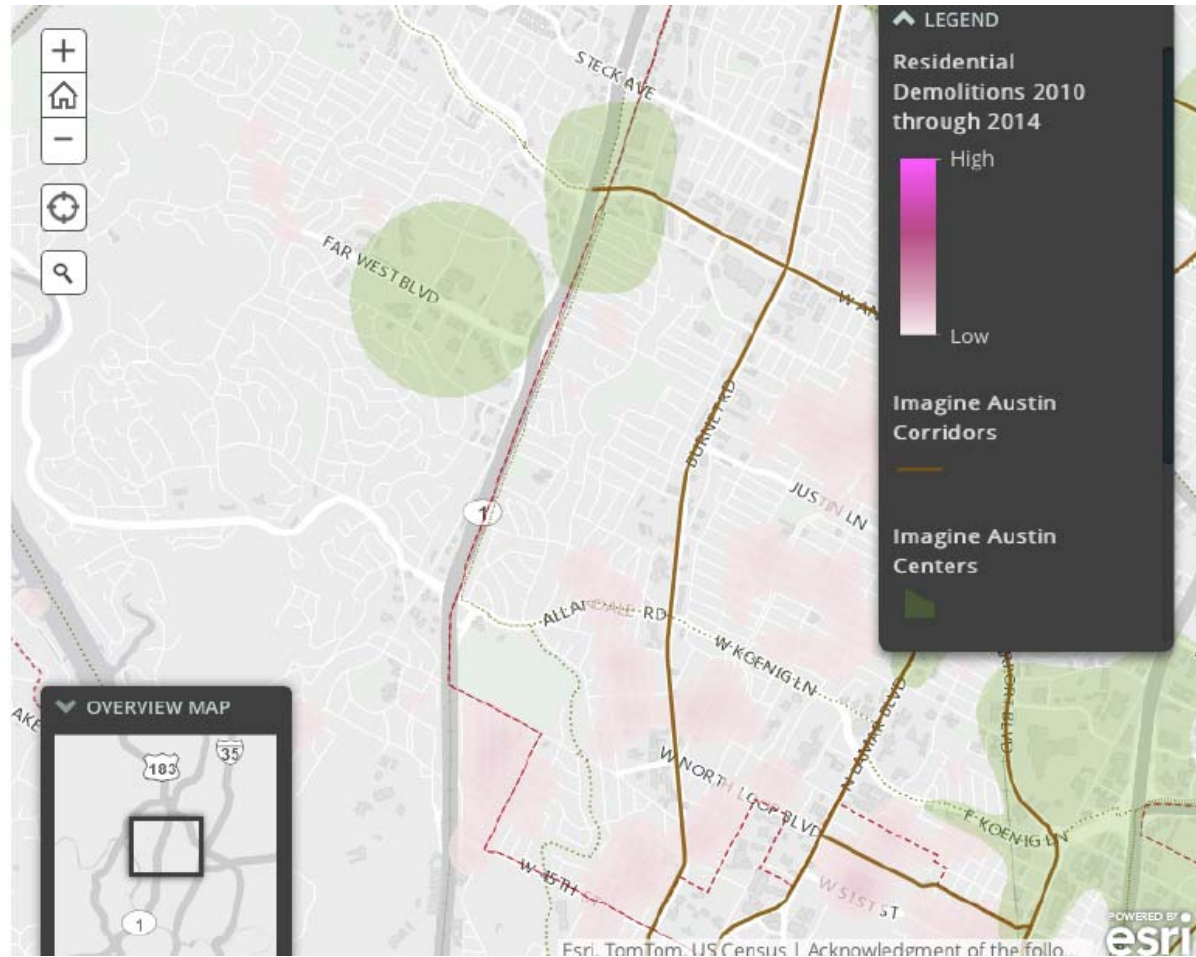 STECK AVE
FAR WEST BLVD
W AN
BURNET RD
JUSTIN LN
1
ALLANDALE RD
W KOENIG LN
N LAMAR BLVD
W NORTH LOOP BLVD
E KOENIG LN
W 45TH ST
W 51ST ST
AKE
LEGEND
Residential
Demolitions 2010
through 2014
High
Low
Imagine Austin
Corridors
Imagine Austin
Centers
OVERVIEW MAP
183
35
1
Esri, TomTom, US Census | Acknowledgment of the follo...
POWERED BY
esri